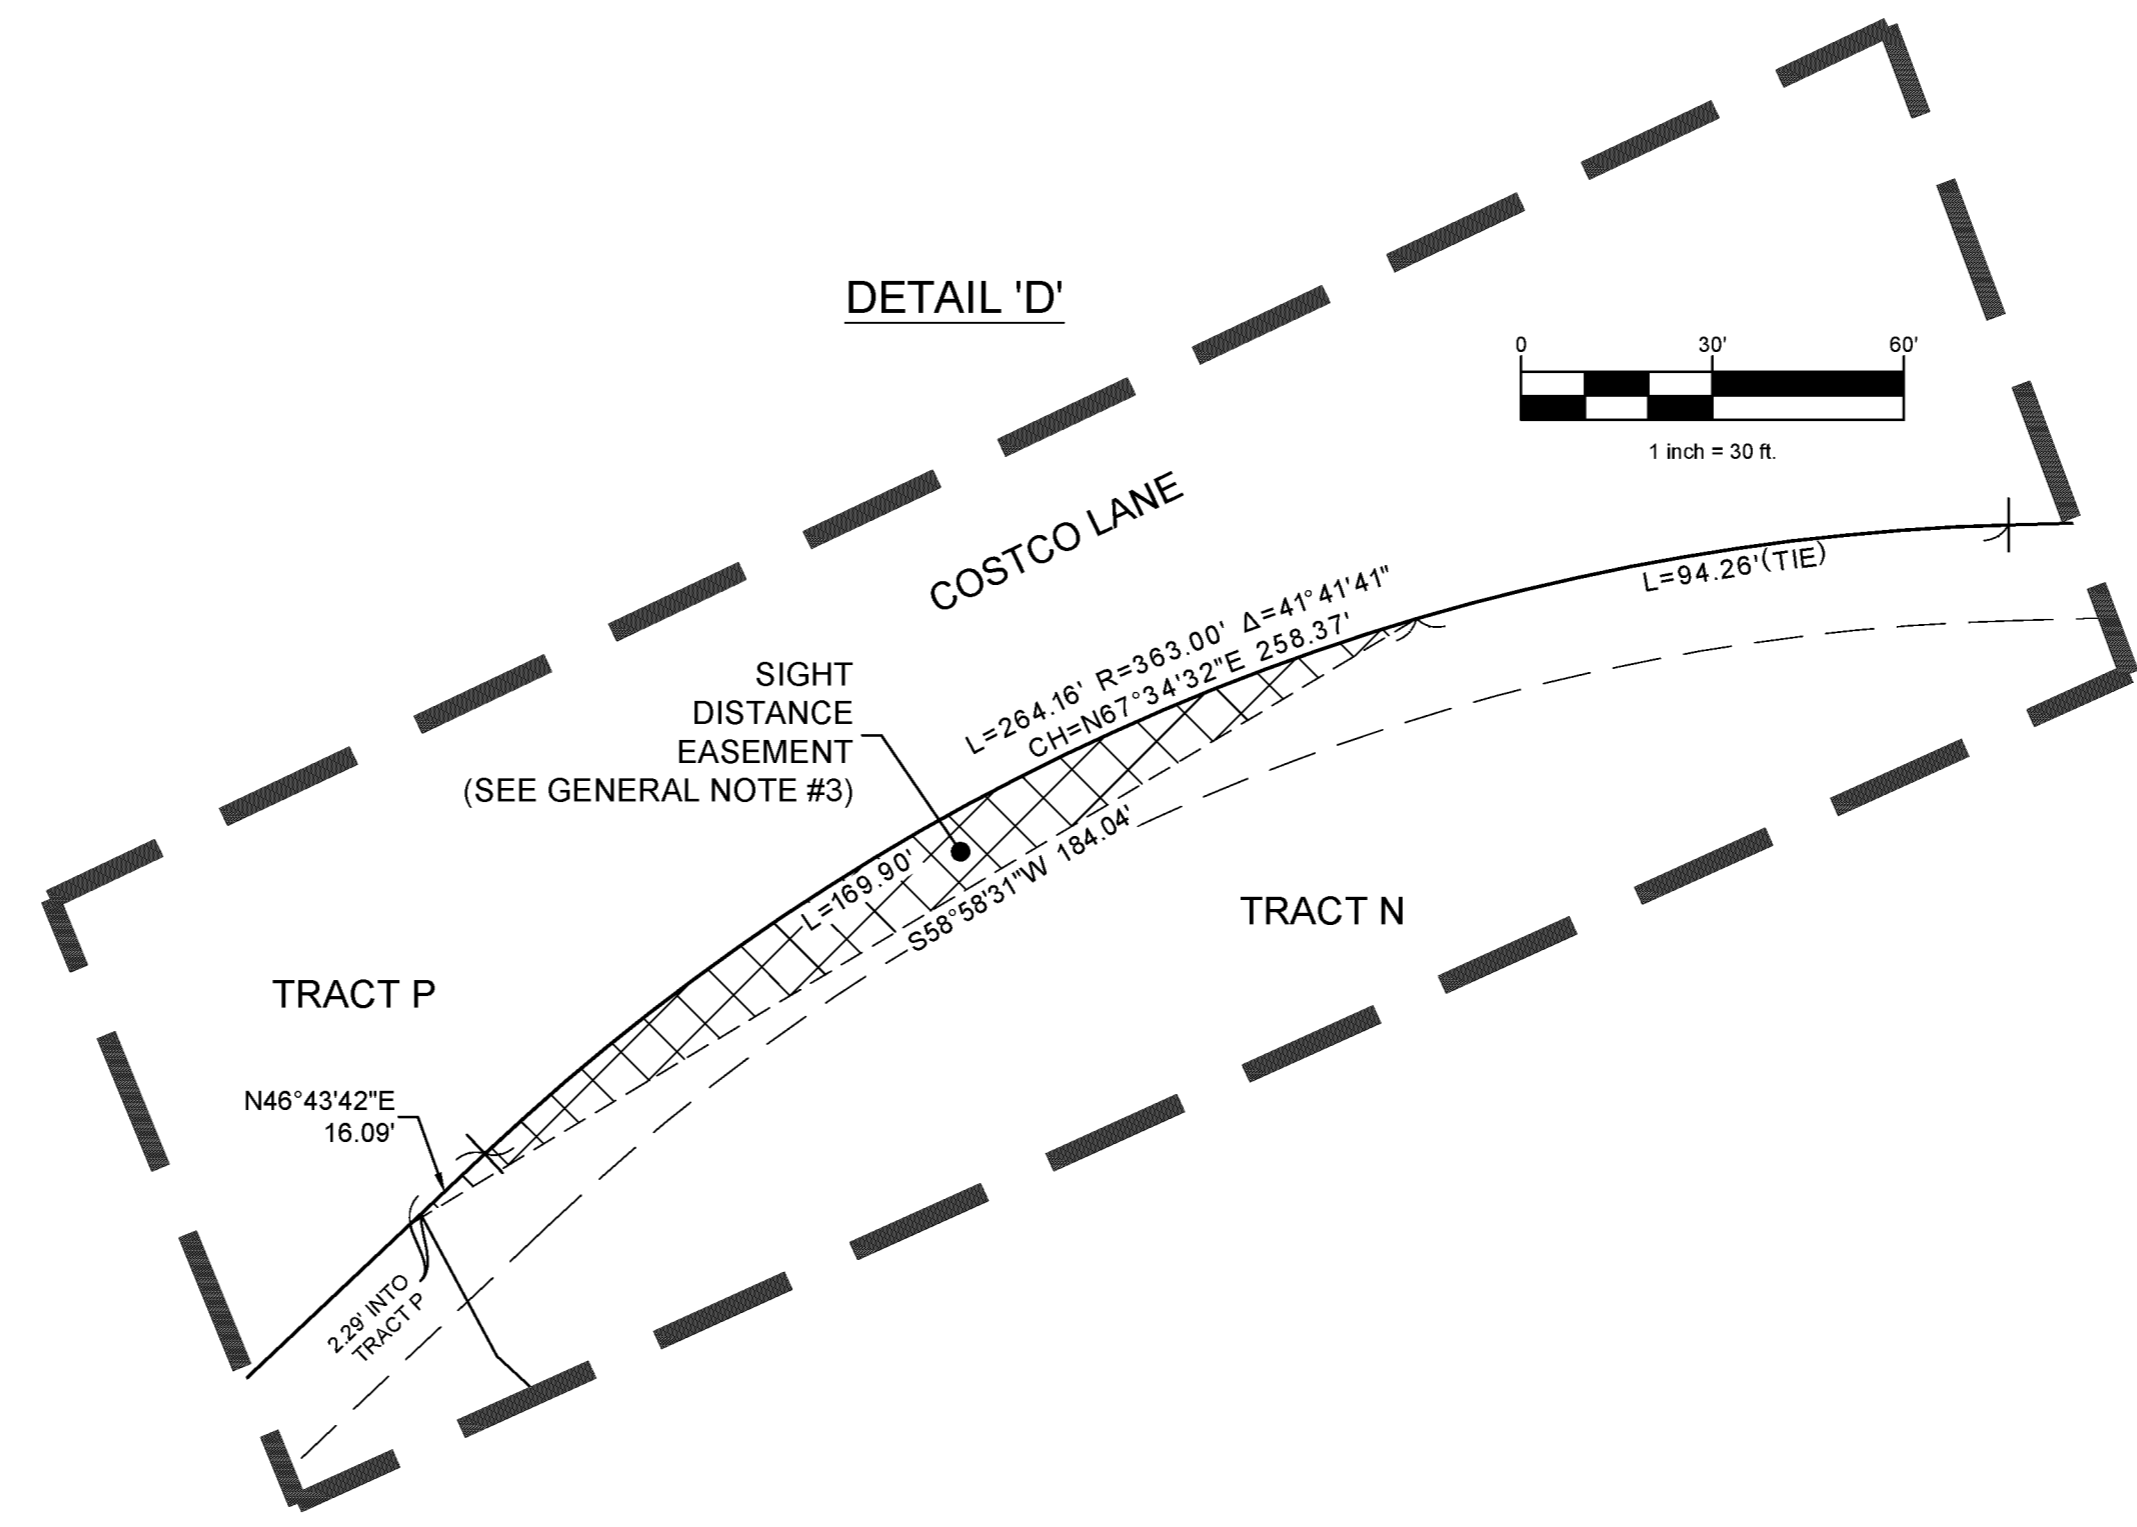 DETAIL 'D'
0 30' 60'
1 inch = 30 ft.
COSTCO LANE
L=94.26'(TIE)
L=264.16' R=363.00' Δ=41°41'41"
CH=N67°34'32"E 258.37'
SIGHT
DISTANCE
EASEMENT
(SEE GENERAL NOTE #3)
L=169.90'
S58°58'31"W 184.04'
TRACT N
TRACT P
N46°43'42"E
16.09'
2.29' INTO
TRACT P